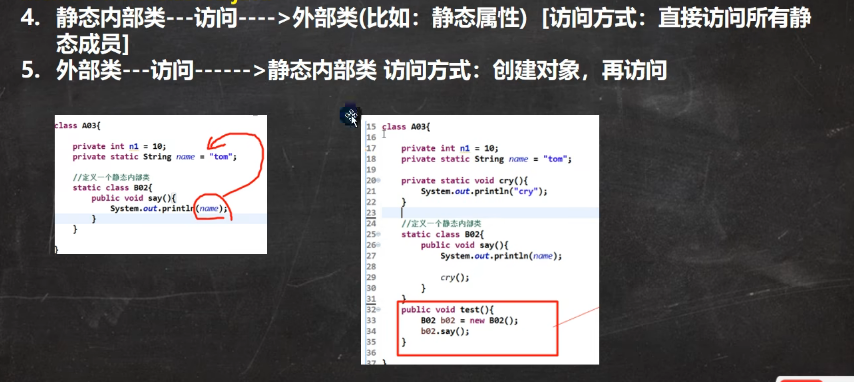 4. 静态内部类---访问---->外部类(比如：静态属性) [访问方式：直接访问所有静
态成员]
5. 外部类---访问------>静态内部类 访问方式：创建对象，再访问
class A03{
private int n1 = 10;
private static String name = "tom";
//定义一个静态内部类
static class B02{
public void say(){
System.out.println(name);
}
}
}
15 class A03{
16
17 private int n1 = 10;
18 private static String name = "tom";
19
20 private static void cry(){
21 System.out.println("cry");
22 }
23
24 //定义一个静态内部类
25 static class B02{
26 public void say(){
27 System.out.println(name);
28
29 cry();
30 }
31 }
32 public void test(){
33 B02 b02 = new B02();
34 b02.say();
35 }
36
37 }